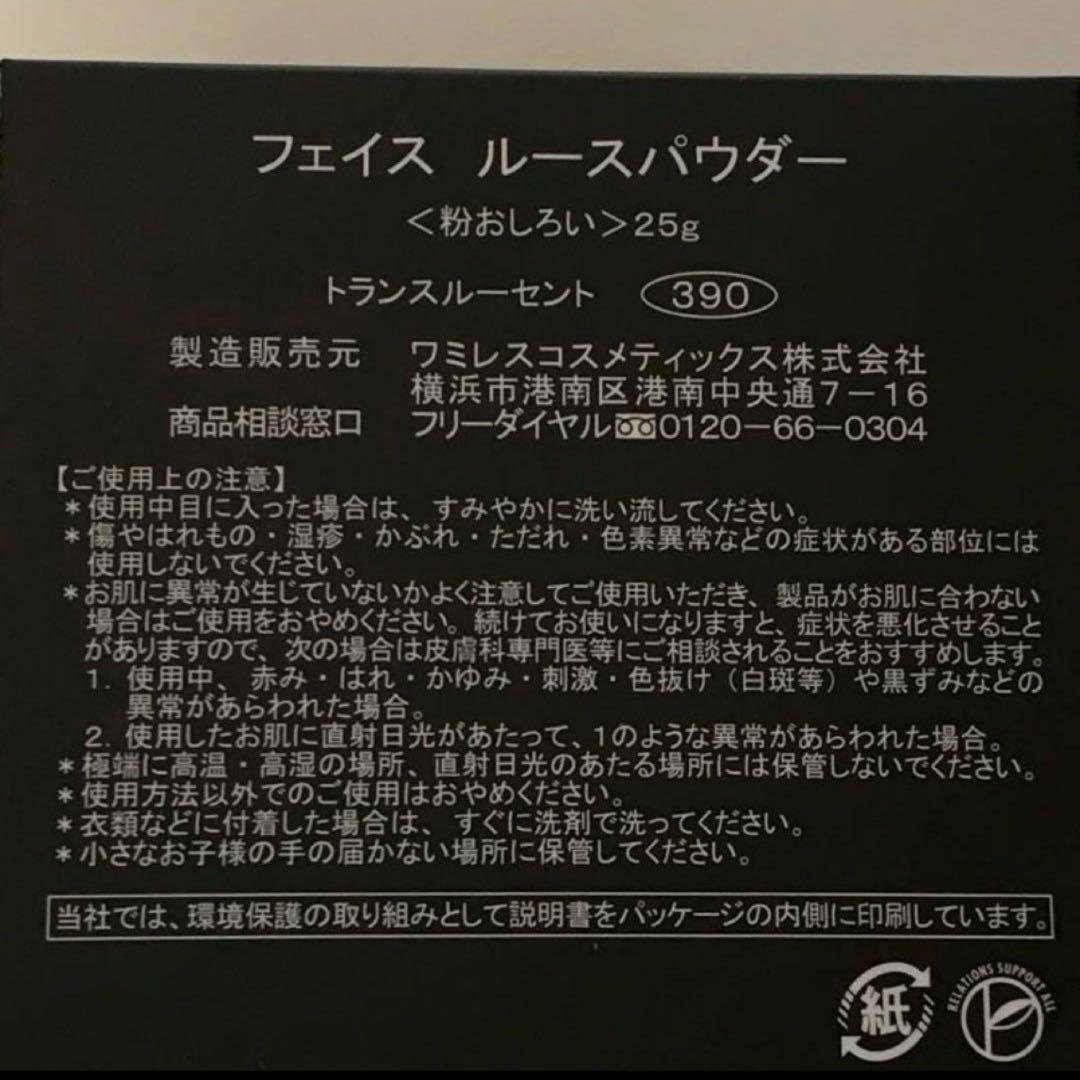 フェイス ルースパウダー
＜粉おしろい＞25g
トランスルーセント 390
製造販売元 ワミレスコスメティックス株式会社
横浜市港南区港南中央通7－16
商品相談窓口 フリーダイヤル0120－66－0304
【ご使用上の注意】
＊使用中目に入った場合は、すみやかに洗い流してください。
＊傷やはれもの・湿疹・かぶれ・ただれ・色素異常などの症状がある部位には
使用しないでください。
＊お肌に異常が生じていないかよく注意してご使用いただき、製品がお肌に合わない
場合はご使用をおやめください。続けてお使いになりますと、症状を悪化させること
がありますので、次の場合は皮膚科専門医等にご相談されることをおすすめします。
1. 使用中、赤み・はれ・かゆみ・刺激・色抜け（白斑等）や黒ずみなどの
異常があらわれた場合。
2. 使用したお肌に直射日光があたって、1のような異常があらわれた場合。
＊極端に高温・高湿の場所、直射日光のあたる場所には保管しないでください。
＊使用方法以外でのご使用はおやめください。
＊衣類などに付着した場合は、すぐに洗剤で洗ってください。
＊小さなお子様の手の届かない場所に保管してください。
当社では、環境保護の取り組みとして説明書をパッケージの内側に印刷しています。
紙
RELATIONS SUPPORT ALL